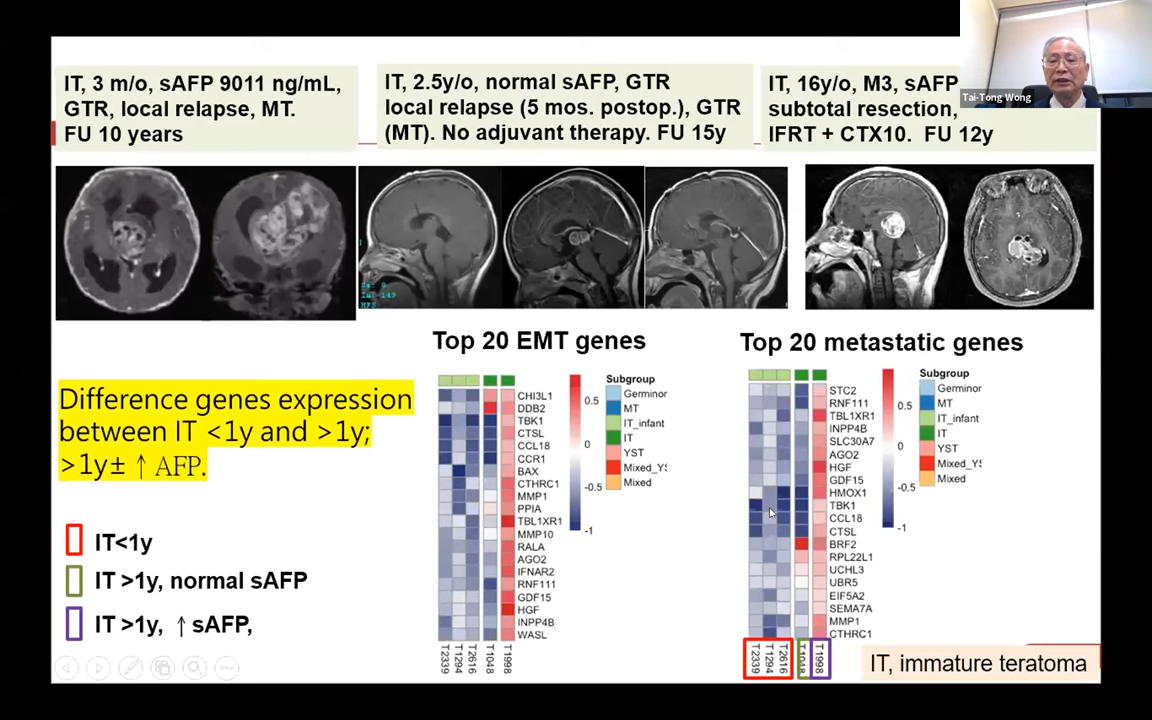 Tai-Tong Wong
IT, 3 m/o, sAFP 9011 ng/mL,
GTR, local relapse, MT.
FU 10 years
IT, 2.5y/o, normal sAFP, GTR
local relapse (5 mos. postop.), GTR
(MT). No adjuvant therapy. FU 15y
IT, 16y/o, M3, sAFP
subtotal resection,
IFRT + CTX10. FU 12y
Difference genes expression
between IT <1y and >1y;
>1y± ↑ AFP.
IT<1y
IT >1y, normal sAFP
IT >1y, ↑ sAFP,
Top 20 EMT genes
CHI3L1
DDB2
TBK1
CTSL
CCL18
CCR1
BAX
CTHRC1
MMP1
PPIA
TBL1XR1
MMP10
RALA
AGO2
IFNAR2
RNF111
GDF15
HGF
INPP4B
WASL
T2339
T1294
T2616
T1048
T1998
0.5
0
-0.5
-1
Subgroup
Germinor
MT
IT_infant
IT
YST
Mixed_YS
Mixed
Top 20 metastatic genes
STC2
RNF111
TBL1XR1
INPP4B
SLC30A7
AGO2
HGF
GDF15
HMOX1
TBK1
CCL18
CTSL
BRF2
RPL22L1
UCHL3
UBR5
EIF5A2
SEMA7A
MMP1
CTHRC1
T2339
T1294
T2616
T1048
T1998
0.5
0
-0.5
-1
Subgroup
Germinor
MT
IT_infant
IT
YST
Mixed_YS
Mixed
IT, immature teratoma